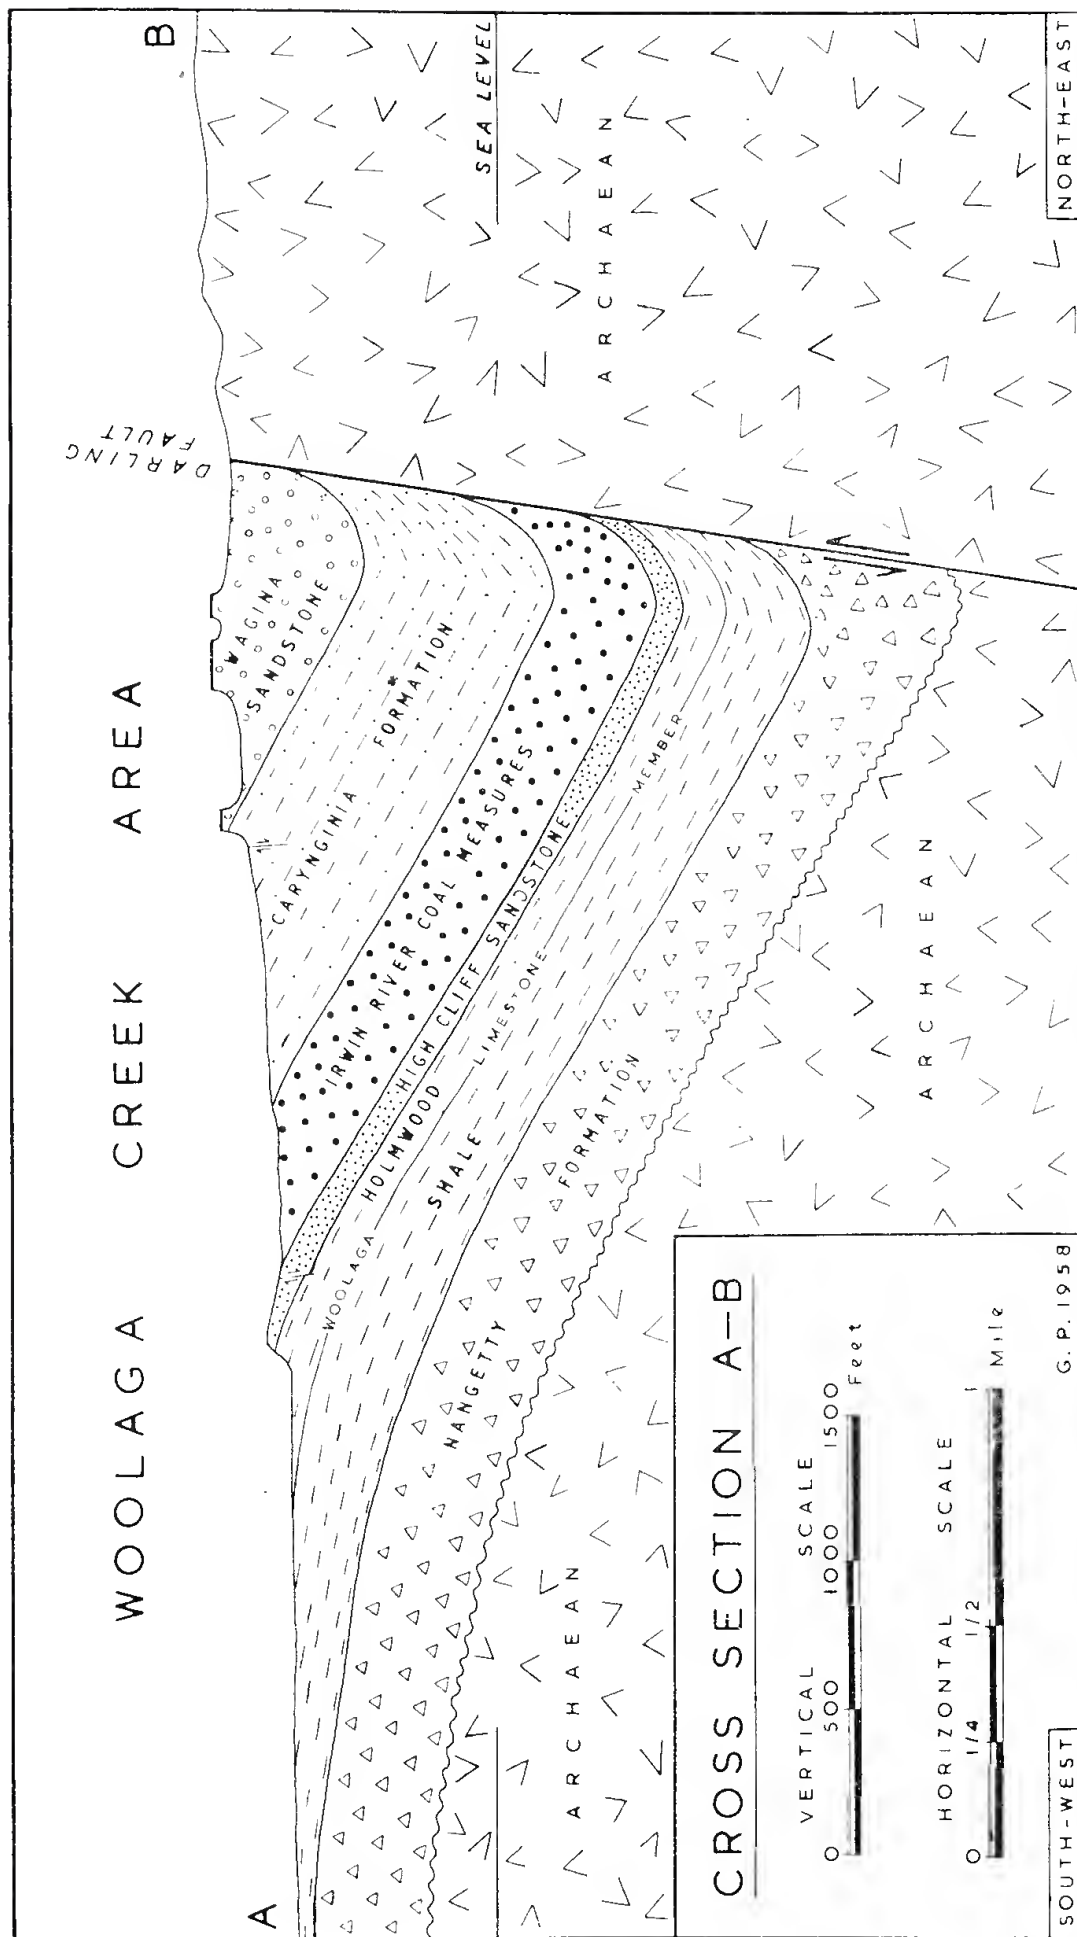 WOOLAGA CREEK AREA
A
B
DARLING
FAULT
WAGINA
SANDSTONE
CARYNGINIA FORMATION
IRWIN RIVER COAL MEASURES
HIGH CLIFF SANDSTONE
HOLMWOOD
SHALE
WOOLAGA LIMESTONE MEMBER
NANGETTY FORMATION
SEA LEVEL
ARCHAEAN
ARCHAEAN
ARCHAEAN
CROSS SECTION A—B
VERTICAL SCALE
0 500 1000 1500
Feet
HORIZONTAL SCALE
0 1/4 1/2 1
Mile
G. P. 1958
SOUTH-WEST
NORTH-EAST